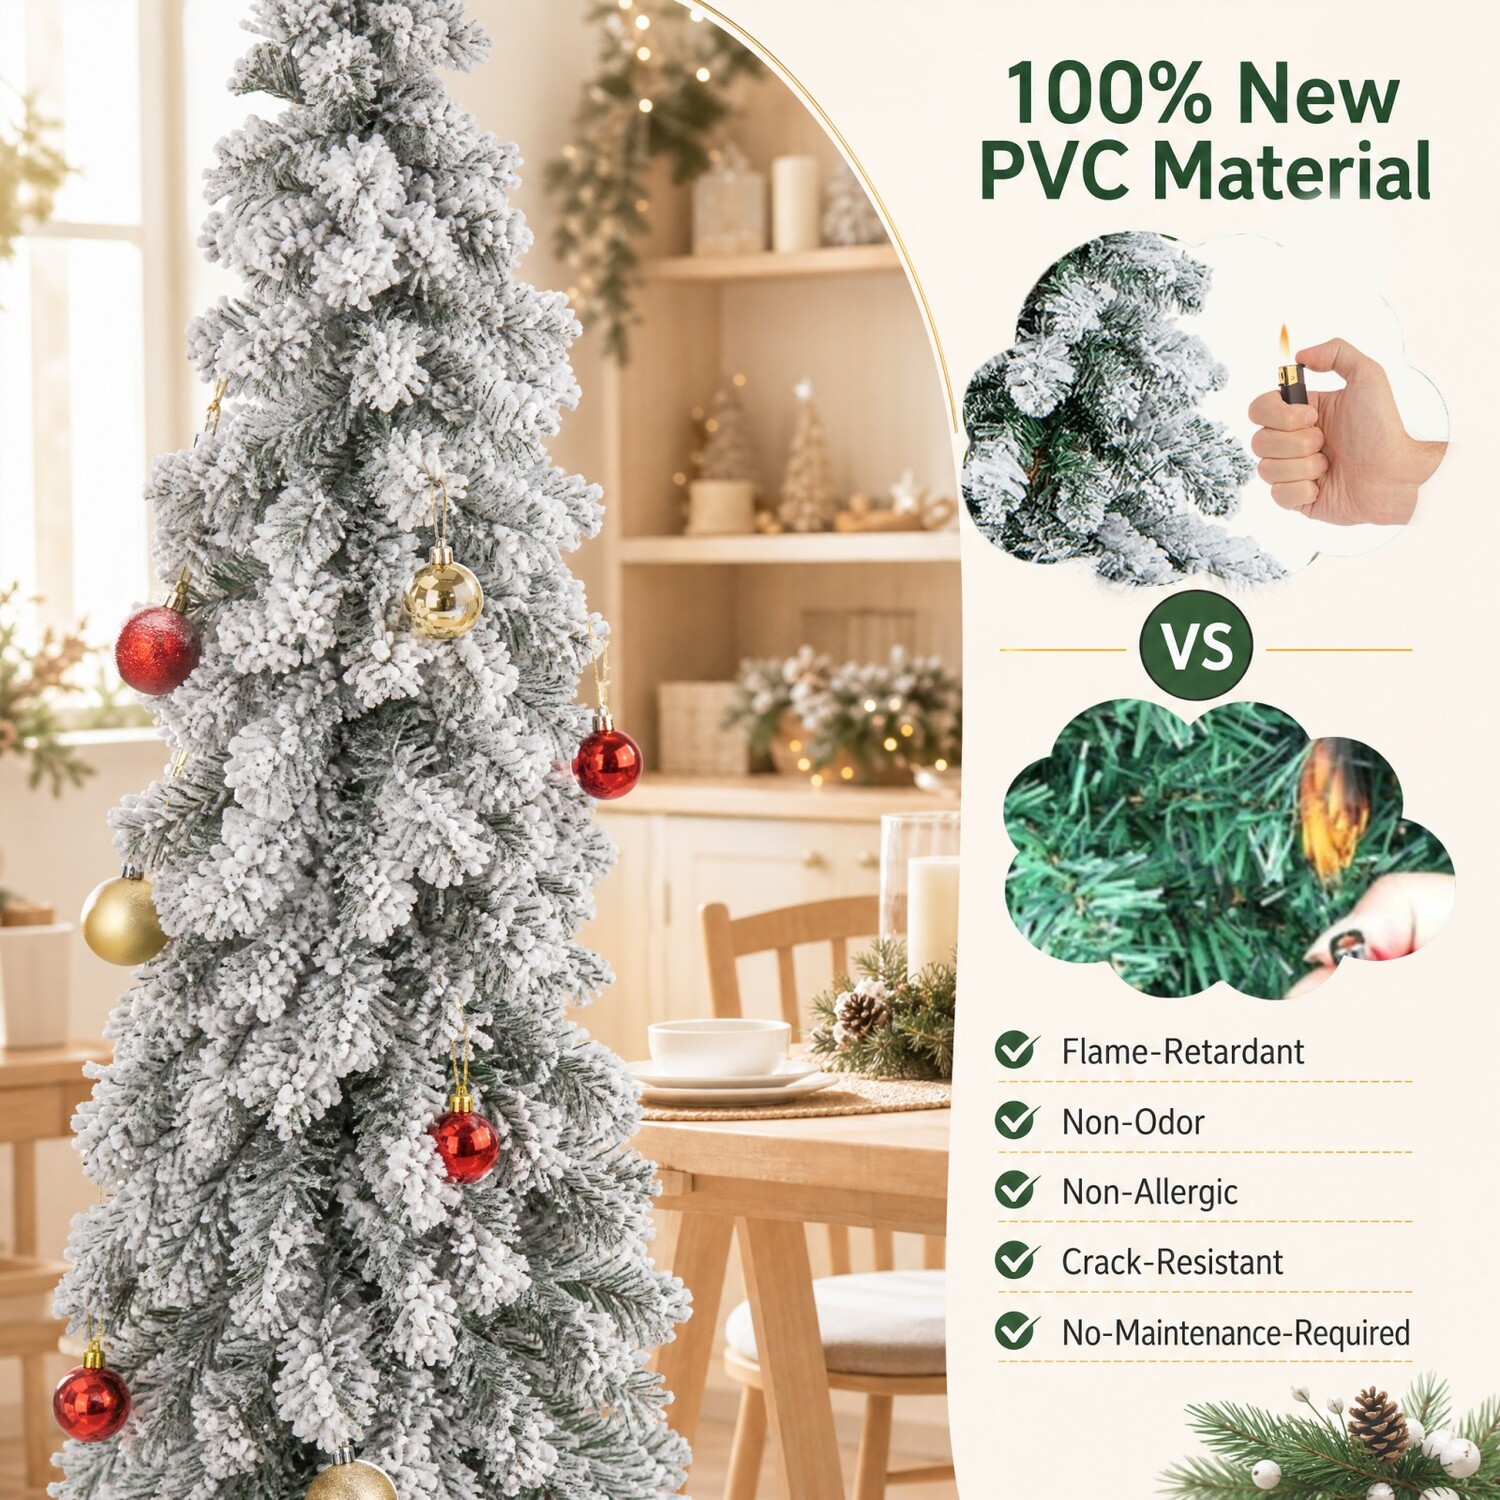 100% New
PVC Material
VS
Flame-Retardant
Non-Odor
Non-Allergic
Crack-Resistant
No-Maintenance-Required